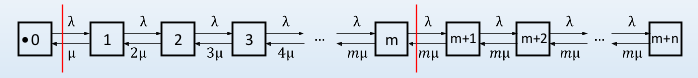 λ λ λ λ λ λ λ λ λ λ
•0 1 2 3 ... m m+1 m+2 ... m+n
μ 2μ 3μ 4μ mμ mμ mμ mμ mμ